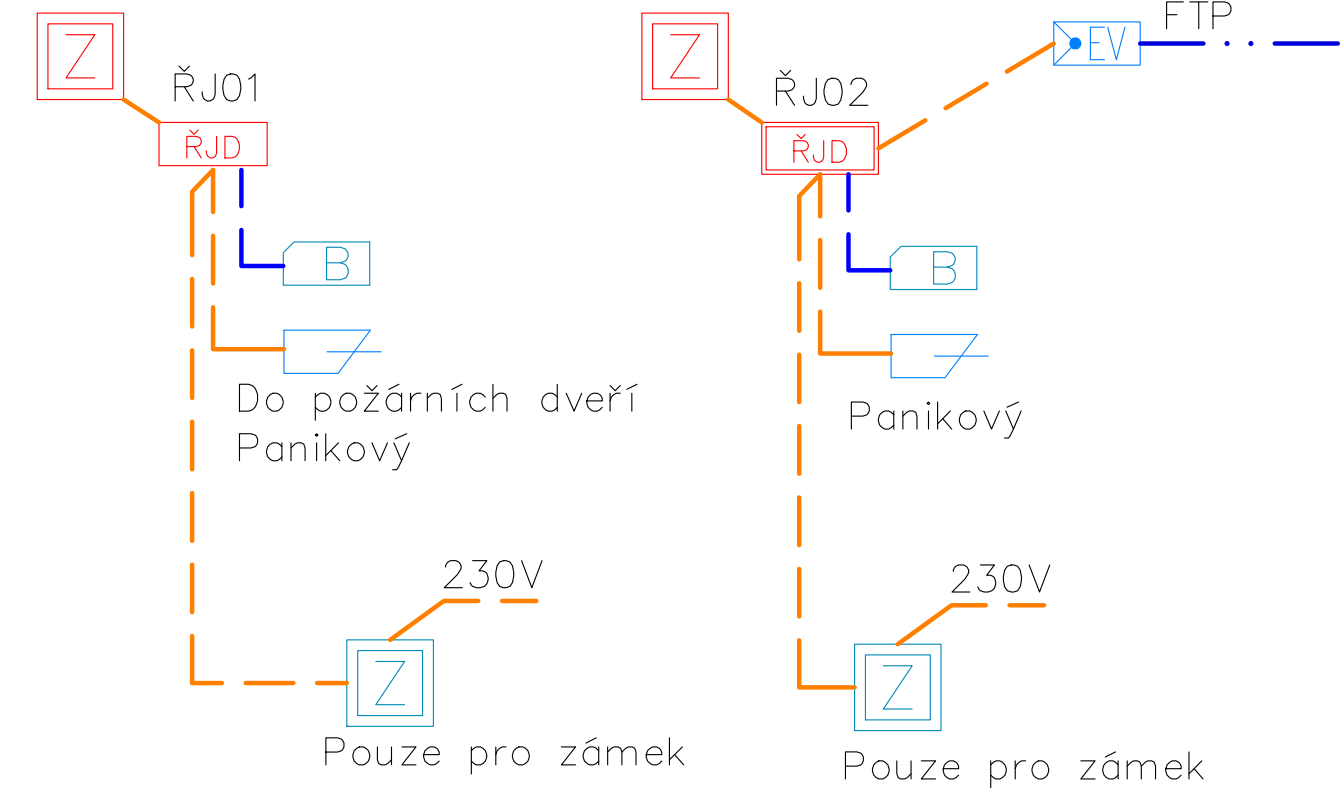 Z
ŘJ01
ŘJD
B
Do požárních dveří
Panikový
230V
Z
Pouze pro zámek
Z
ŘJ02
ŘJD
EV
FTP
B
Panikový
230V
Z
Pouze pro zámek